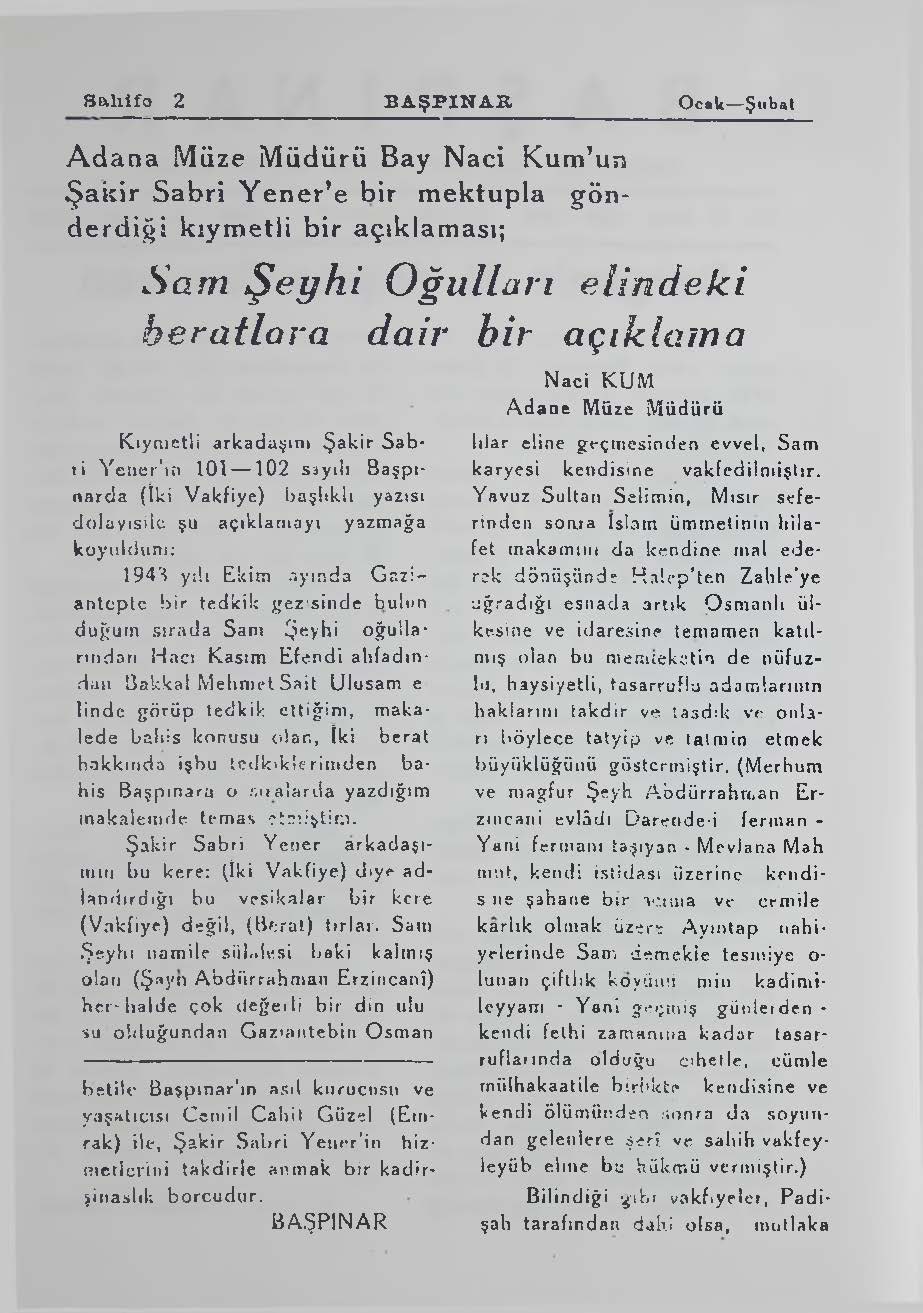 Sahife 2 BAŞPINAR Ocak—Şubat
Adana Müze Müdürü Bay Naci Kum'un
Şakir Sabri Yener'e bir mektupla gön-
derdiği kıymetli bir açıklaması;
Sam Şeyhi Oğulları elindeki
beratlara dair bir açıklama
Naci KUM
Adane Müze Müdürü
Kıymetli arkadaşım Şakir Sab-
ri Yener'in 101—102 sayılı Başpı-
narda (İki Vakfiye) başlıklı yazısı
dolayısile şu açıklamayı yazmağa
koyuldum:
1943 yılı Ekim ayında Gazi-
antepte bir tedkik gezisinde bulun
duğum sırada Sam Şeyhi oğulla-
rından Hacı Kasım Efendi ahfadın-
dan Bakkal Mehmet Sait Ulusam e
linde görüp tedkik ettiğim, maka-
lede bahis konusu olan, İki berat
hakkında işbu tedkiklerimden ba-
his Başpınara o sıralarda yazdığım
makalemde temas etmiştim.
Şakir Sabri Yener arkadaşı-
mın bu kere: (İki Vakfiye) diye ad-
landırdığı bu vesikalar bir kere
(Vakfiye) değil, (Berat) tırlar. Sam
Şeyhi namile sülalesi baki kalmış
olan (Şayh Abdürrahman Erzincanî)
her-halde çok değerli bir din ulu
su olduğundan Gaziantebin Osman
betile Başpınar'ın asıl kurucusu ve
yaşatıcısı Cemil Cahit Güzel (Em-
rak) ile, Şakir Sabri Yener'in hiz-
metlerini takdirle anmak bir kadir-
şinaslık borcudur.
BAŞPINAR
lılar eline geçmesinden evvel, Sam
karyesi kendisine vakfedilmiştır.
Yavuz Sultan Selimin, Mısır sefe-
rinden sonra İslam ümmetinin hila-
fet makamını da kendine mal ede-
rek dönüşünde Halep'ten Zahle'ye
uğradığı esnada artık Osmanlı ül-
kesine ve idaresine temamen katıl-
mış olan bu memleketin de nüfuz-
lu, haysiyetli, tasarruflu adamlarının
haklarını takdir ve tasdik ve onla-
rı böylece tatyip ve tatmin etmek
büyüklüğünü göstermiştir. (Merhum
ve magfur Şeyh Abdürrahman Er-
zincani evlâdı Darende-i ferman -
Yani fermanı taşıyan - Mevlana Mah
mut, kendi istidası üzerine kendi-
sine şahane bir ve ermile
kârlık olmak üzere Ayıntap nahi-
yelerinde Sam demekle tesmiye o-
lunan çiftlik köyünü min kadimi-
leyyam - Yani geçmiş günlerden -
kendi fethi zamanına kadar tasar-
ruflarında olduğu cihetle, cümle
mülhakaatile birlikte kendisine ve
kendi ölümünden sonra da soyun-
dan gelenlere şerî ve sahih vakfey-
leyüb eline bu hükmü vermiştir.)
Bilindiği gibi vakfıyeler, Padi-
şah tarafından dahi olsa, mutlaka